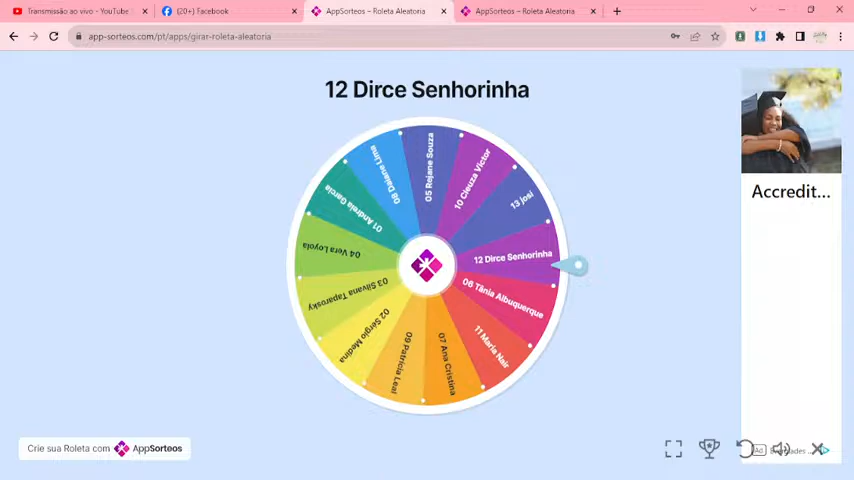 Transmissão ao vivo - YouTube
(20+) Facebook
AppSorteos – Roleta Aleatoria
AppSorteos – Roleta Aleatoria
app-sorteos.com/pt/apps/girar-roleta-aleatoria
12 Dirce Senhorinha
05 Rejane Souza
10 Cleuza Victor
13 josi
12 Dirce Senhorinha
06 Tânia Albuquerque
11 Maria Nair
07 Ana Cristina
09 Patricia Leal
02 Sérgio Medina
03 Silvana Taparosky
04 Vera Loyola
01 Andreia Garcia
08 Daiane Lima
Accredit...
Crie sua Roleta com AppSorteos
Ad